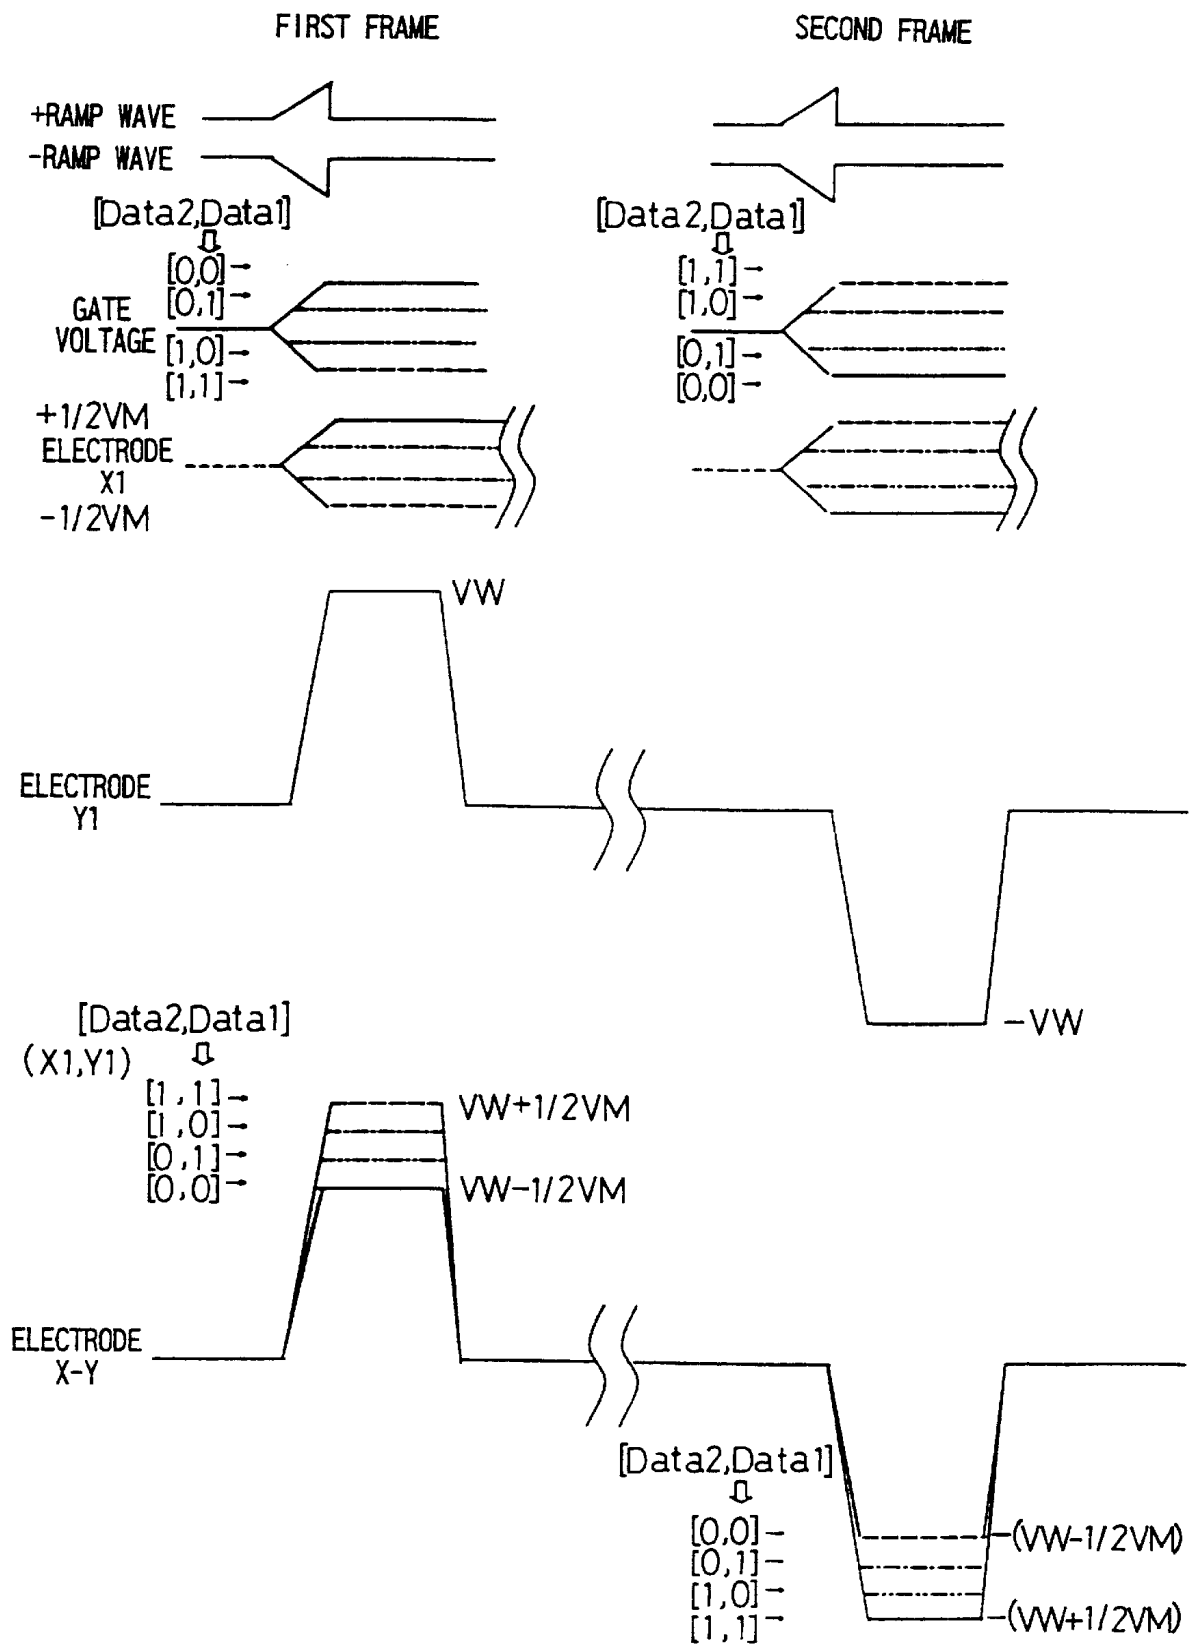 FIRST FRAME
SECOND FRAME
+RAMP WAVE
-RAMP WAVE
[Data2,Data1]
[Data2,Data1]
[0,0]
[0,1]
GATE
VOLTAGE
[1,0]
[1,1]
[1,1]
[1,0]
[0,1]
[0,0]
+1/2VM
ELECTRODE
X1
-1/2VM
VW
ELECTRODE
Y1
-VW
[Data2,Data1]
(X1,Y1)
[1,1]
[1,0]
[0,1]
[0,0]
VW+1/2VM
VW-1/2VM
ELECTRODE
X-Y
[Data2,Data1]
[0,0]
[0,1]
[1,0]
[1,1]
-(VW-1/2VM)
-(VW+1/2VM)